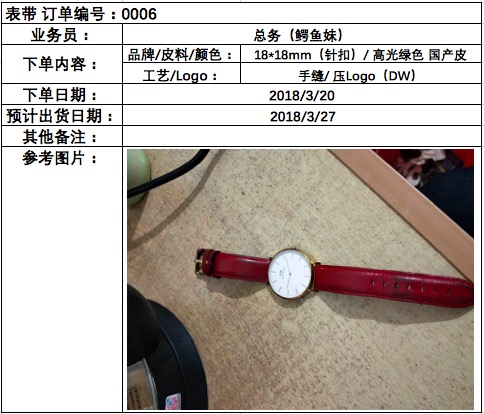 表带 订单编号：0006
业务员： 总务（鳄鱼妹）
下单内容： 品牌/皮料/颜色： 18*18mm（针扣）/ 高光绿色 国产皮
工艺/Logo： 手缝/ 压Logo（DW）
下单日期： 2018/3/20
预计出货日期： 2018/3/27
其他备注：
参考图片：